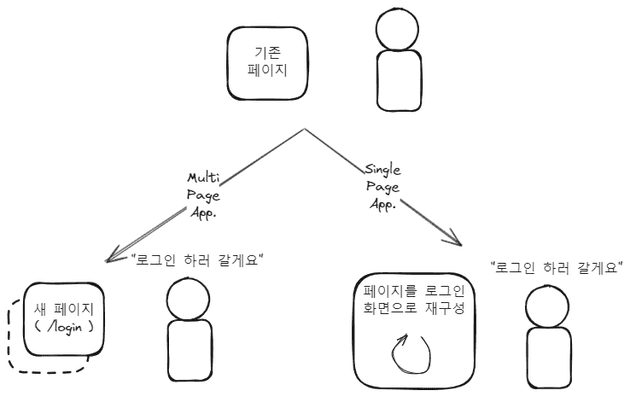 기존
페이지
Multi
Page
App.
Single
Page
App.
"로그인 하러 갈게요"
새 페이지
( /login )
"로그인 하러 갈게요"
페이지를 로그인
화면으로 재구성